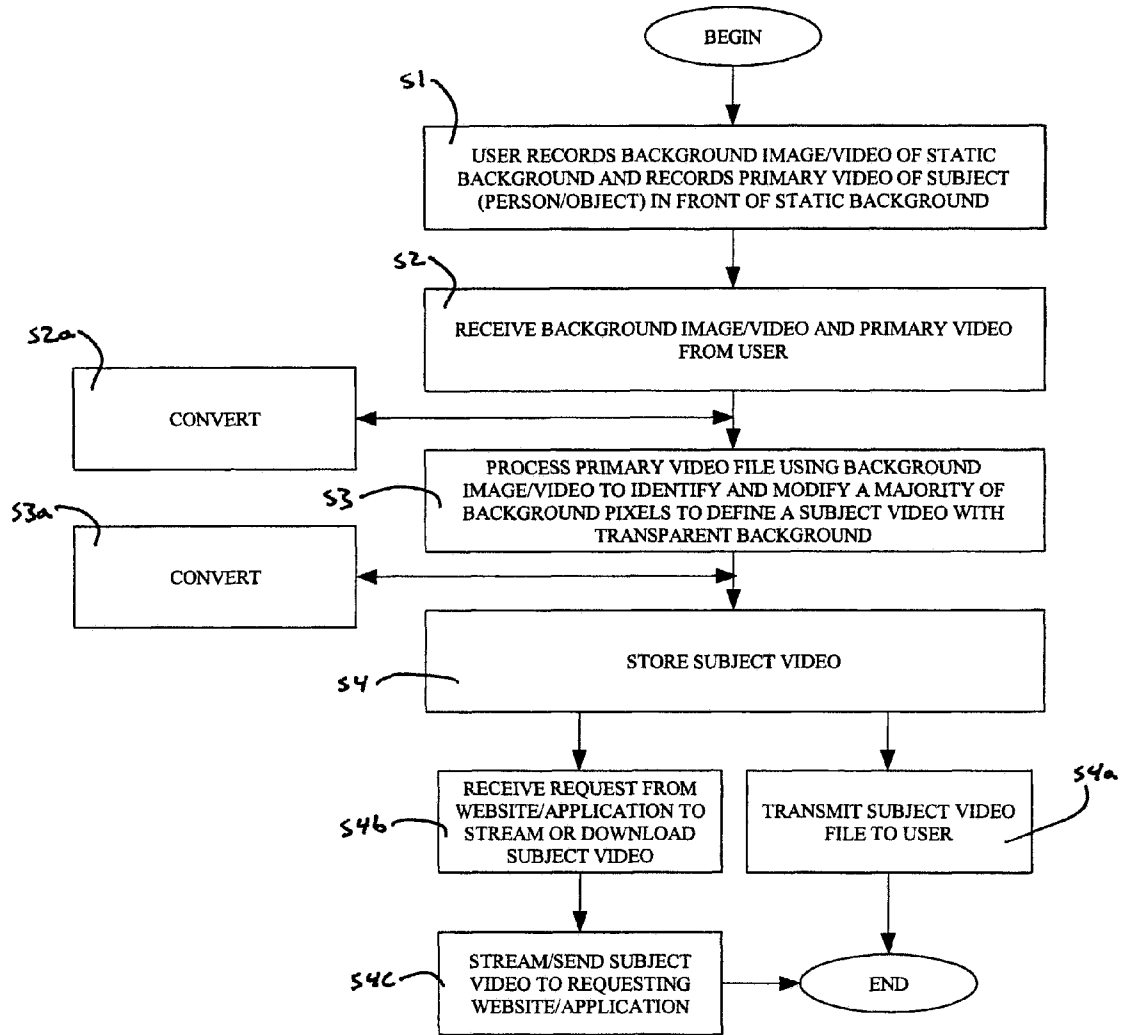 BEGIN
S1
USER RECORDS BACKGROUND IMAGE/VIDEO OF STATIC
BACKGROUND AND RECORDS PRIMARY VIDEO OF SUBJECT
(PERSON/OBJECT) IN FRONT OF STATIC BACKGROUND
S2
RECEIVE BACKGROUND IMAGE/VIDEO AND PRIMARY VIDEO
FROM USER
S2a
CONVERT
S3
PROCESS PRIMARY VIDEO FILE USING BACKGROUND
IMAGE/VIDEO TO IDENTIFY AND MODIFY A MAJORITY OF
BACKGROUND PIXELS TO DEFINE A SUBJECT VIDEO WITH
TRANSPARENT BACKGROUND
S3a
CONVERT
STORE SUBJECT VIDEO
S4
S4b
RECEIVE REQUEST FROM
WEBSITE/APPLICATION TO
STREAM OR DOWNLOAD
SUBJECT VIDEO
S4a
TRANSMIT SUBJECT VIDEO
FILE TO USER
S4c
STREAM/SEND SUBJECT
VIDEO TO REQUESTING
WEBSITE/APPLICATION
END